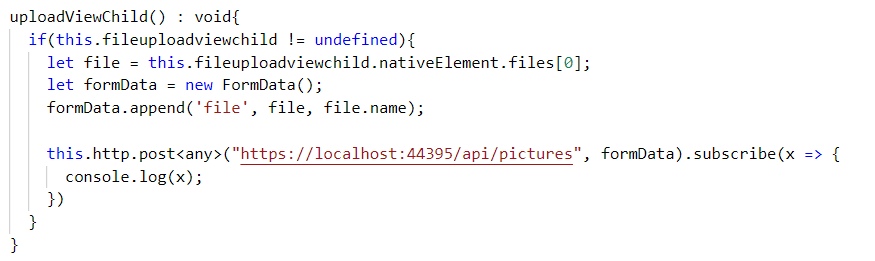 uploadViewChild() : void{
if(this.fileuploadviewchild != undefined){
let file = this.fileuploadviewchild.nativeElement.files[0];
let formData = new FormData();
formData.append('file', file, file.name);
this.http.post<any>("https://localhost:44395/api/pictures", formData).subscribe(x => {
console.log(x);
})
}
}